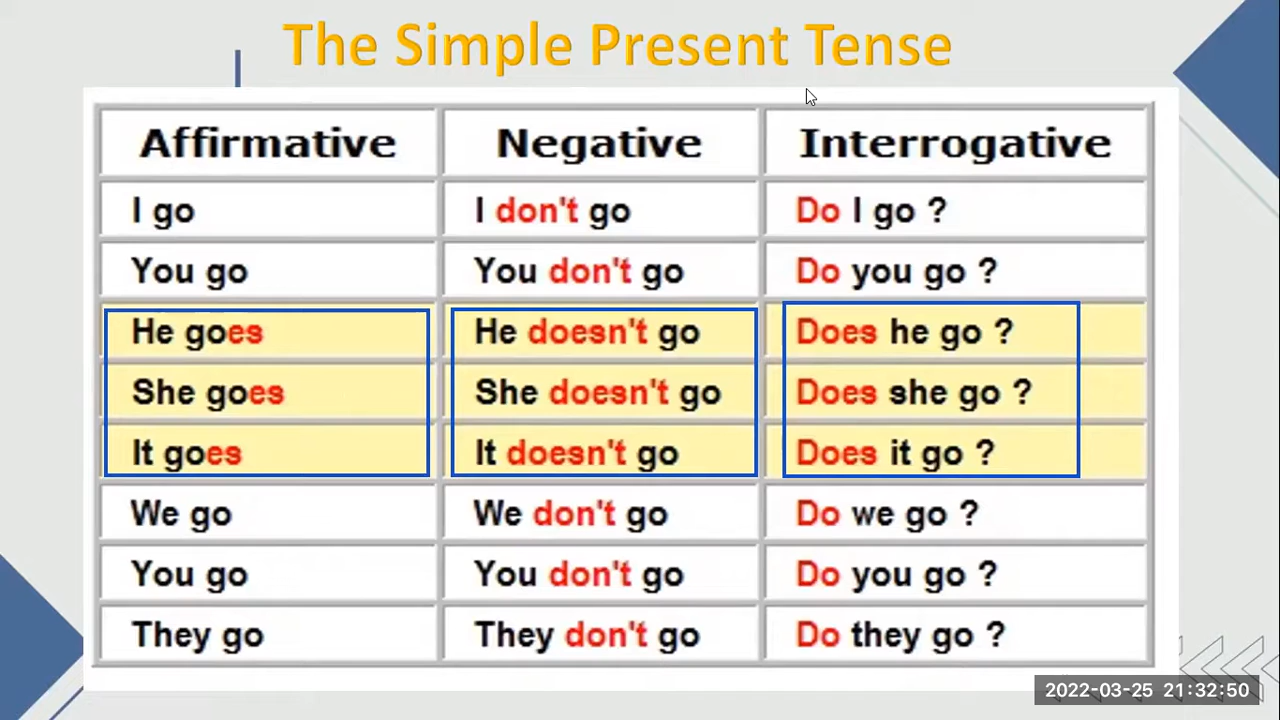 The Simple Present Tense
Affirmative Negative Interrogative
I go I don't go Do I go ?
You go You don't go Do you go ?
He goes He doesn't go Does he go ?
She goes She doesn't go Does she go ?
It goes It doesn't go Does it go ?
We go We don't go Do we go ?
You go You don't go Do you go ?
They go They don't go Do they go ?
2022-03-25 21:32:50